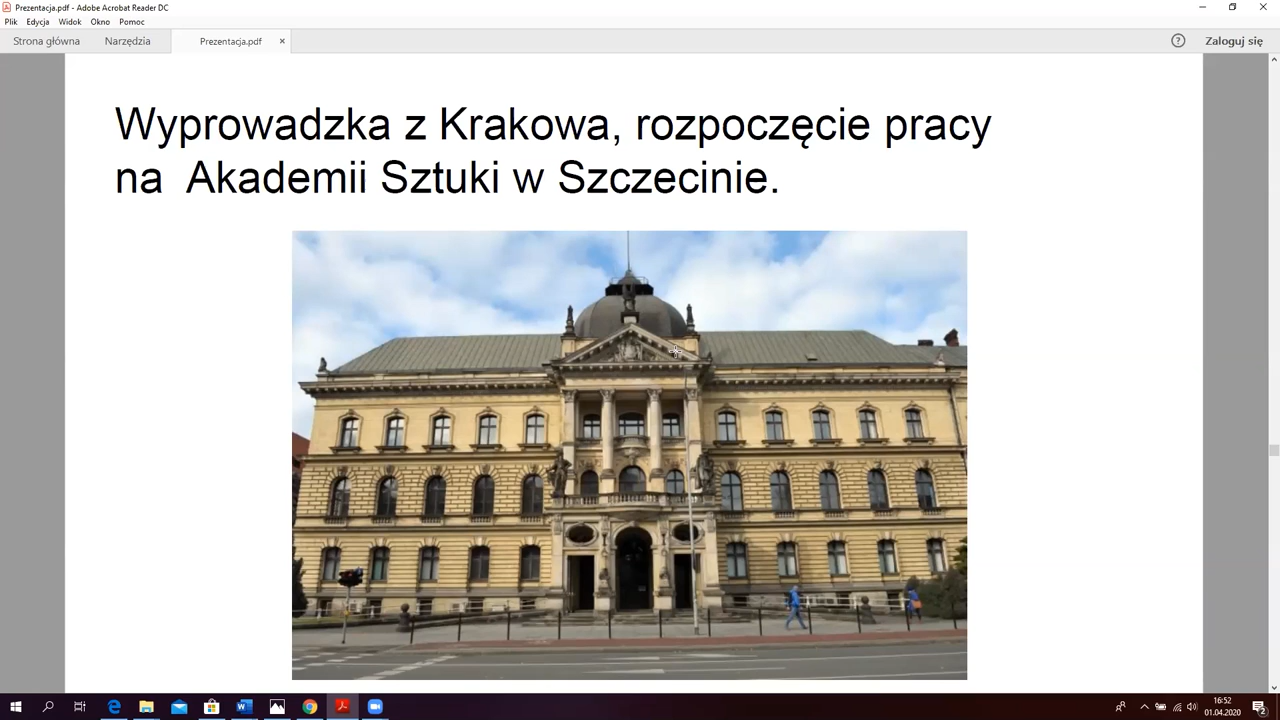 Prezentacja.pdf - Adobe Acrobat Reader DC
Plik Edycja Widok Okno Pomoc
Strona główna Narzędzia Prezentacja.pdf × ? Zaloguj się
Wyprowadzka z Krakowa, rozpoczęcie pracy
na Akademii Sztuki w Szczecinie.
16:52
01.04.2020
2